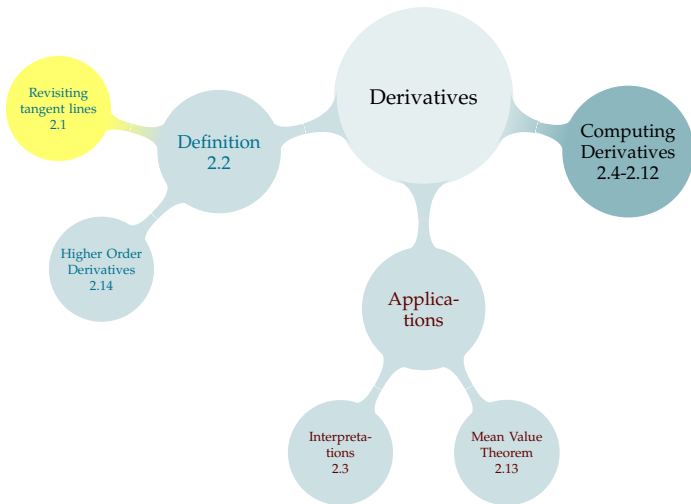 Derivatives
Revisiting
tangent lines
2.1
Definition
2.2
Computing
Derivatives
2.4-2.12
Higher Order
Derivatives
2.14
Applica-
tions
Interpreta-
tions
2.3
Mean Value
Theorem
2.13